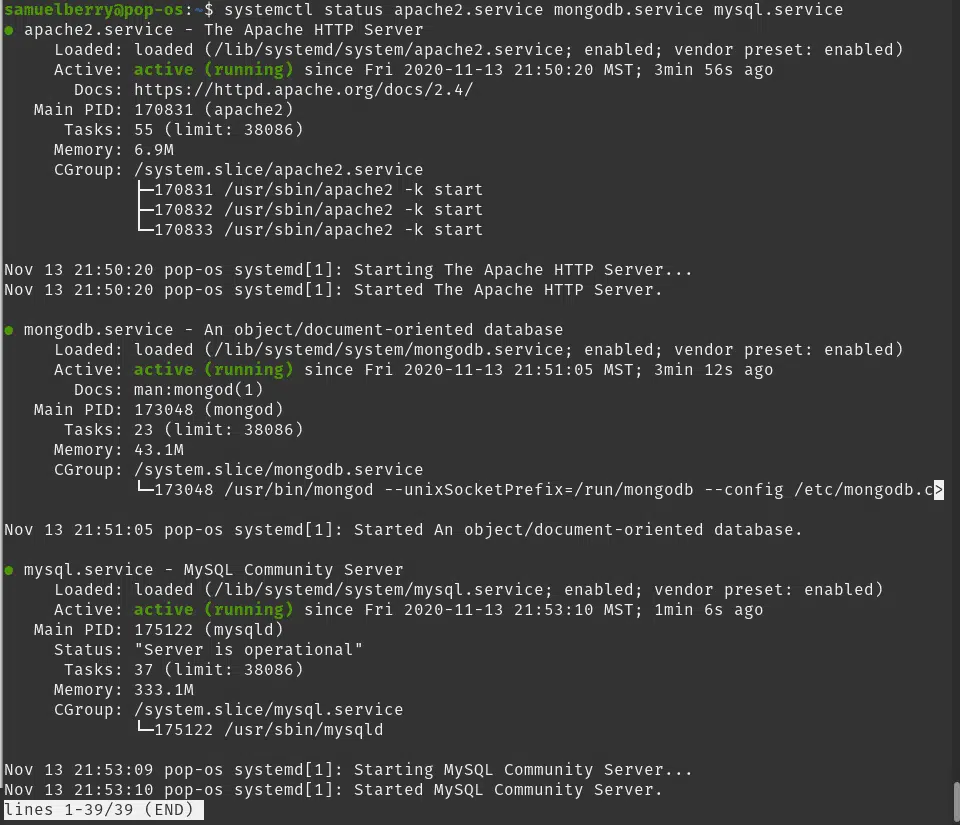 samuelberry@pop-os:~$ systemctl status apache2.service mongodb.service mysql.service
● apache2.service - The Apache HTTP Server
     Loaded: loaded (/lib/systemd/system/apache2.service; enabled; vendor preset: enabled)
     Active: active (running) since Fri 2020-11-13 21:50:20 MST; 3min 56s ago
       Docs: https://httpd.apache.org/docs/2.4/
   Main PID: 170831 (apache2)
      Tasks: 55 (limit: 38086)
     Memory: 6.9M
     CGroup: /system.slice/apache2.service
             ├─170831 /usr/sbin/apache2 -k start
             ├─170832 /usr/sbin/apache2 -k start
             └─170833 /usr/sbin/apache2 -k start

Nov 13 21:50:20 pop-os systemd[1]: Starting The Apache HTTP Server...
Nov 13 21:50:20 pop-os systemd[1]: Started The Apache HTTP Server.

● mongodb.service - An object/document-oriented database
     Loaded: loaded (/lib/systemd/system/mongodb.service; enabled; vendor preset: enabled)
     Active: active (running) since Fri 2020-11-13 21:51:05 MST; 3min 12s ago
       Docs: man:mongod(1)
   Main PID: 173048 (mongod)
      Tasks: 23 (limit: 38086)
     Memory: 43.1M
     CGroup: /system.slice/mongodb.service
             └─173048 /usr/bin/mongod --unixSocketPrefix=/run/mongodb --config /etc/mongodb.c>

Nov 13 21:51:05 pop-os systemd[1]: Started An object/document-oriented database.

● mysql.service - MySQL Community Server
     Loaded: loaded (/lib/systemd/system/mysql.service; enabled; vendor preset: enabled)
     Active: active (running) since Fri 2020-11-13 21:53:10 MST; 1min 6s ago
   Main PID: 175122 (mysqld)
     Status: "Server is operational"
      Tasks: 37 (limit: 38086)
     Memory: 333.1M
     CGroup: /system.slice/mysql.service
             └─175122 /usr/sbin/mysqld

Nov 13 21:53:09 pop-os systemd[1]: Starting MySQL Community Server...
Nov 13 21:53:10 pop-os systemd[1]: Started MySQL Community Server.
lines 1-39/39 (END)